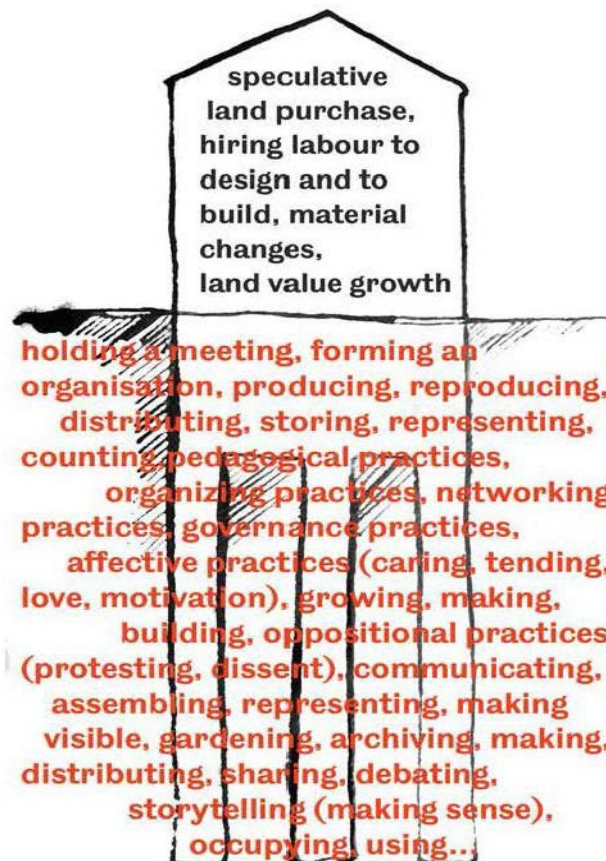 speculative
land purchase,
hiring labour to
design and to
build, material
changes,
land value growth
holding a meeting, forming an
organisation, producing, reproducing,
distributing, storing, representing,
counting,pedagogical practices,
organizing practices, networking
practices, governance practices,
affective practices (caring, tending,
love, motivation), growing, making,
building, oppositional practices
(protesting, dissent), communicating,
assembling, representing, making
visible, gardening, archiving, making,
distributing, sharing, debating,
storytelling (making sense),
occupying, using...